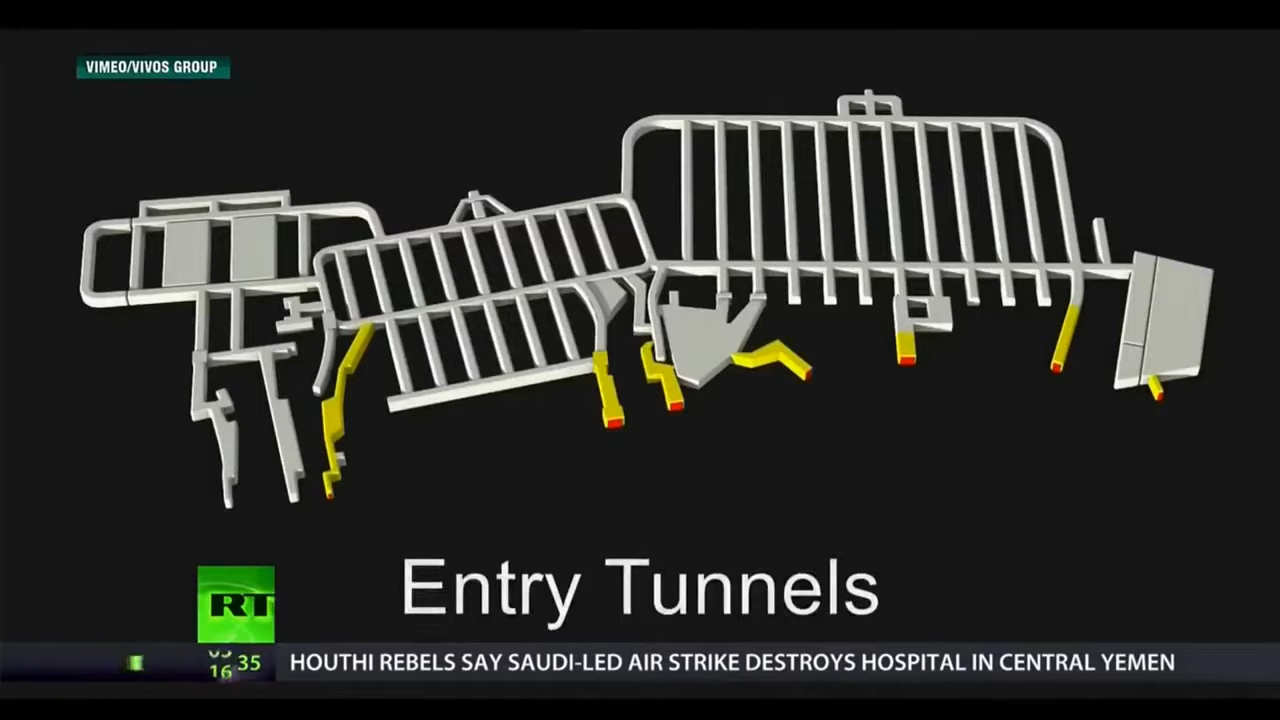 VIMEO/VIVOS GROUP
Entry Tunnels
RT
16 35
HOUTHI REBELS SAY SAUDI-LED AIR STRIKE DESTROYS HOSPITAL IN CENTRAL YEMEN